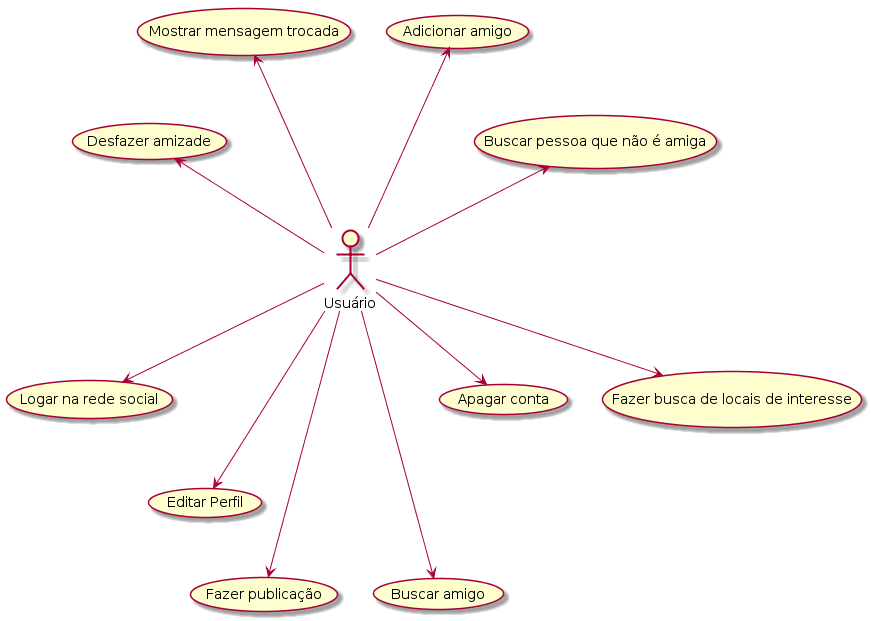 Mostrar mensagem trocada
Adicionar amigo
Desfazer amizade
Buscar pessoa que não é amiga
Usuário
Logar na rede social
Apagar conta
Fazer busca de locais de interesse
Editar Perfil
Fazer publicação
Buscar amigo